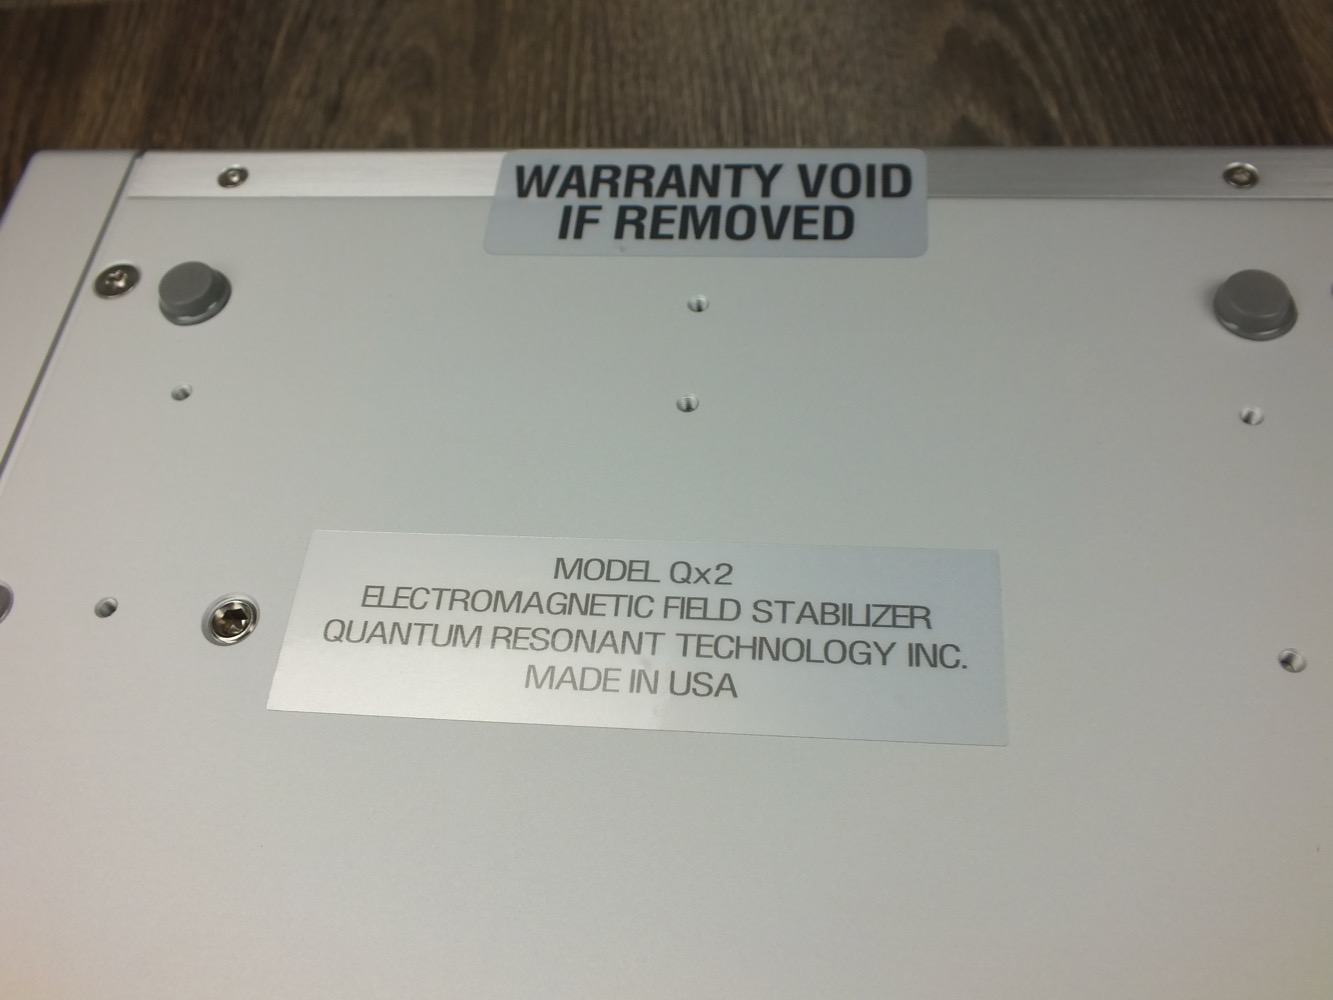 WARRANTY VOID
IF REMOVED
MODEL Qx2
ELECTROMAGNETIC FIELD STABILIZER
QUANTUM RESONANT TECHNOLOGY INC.
MADE IN USA